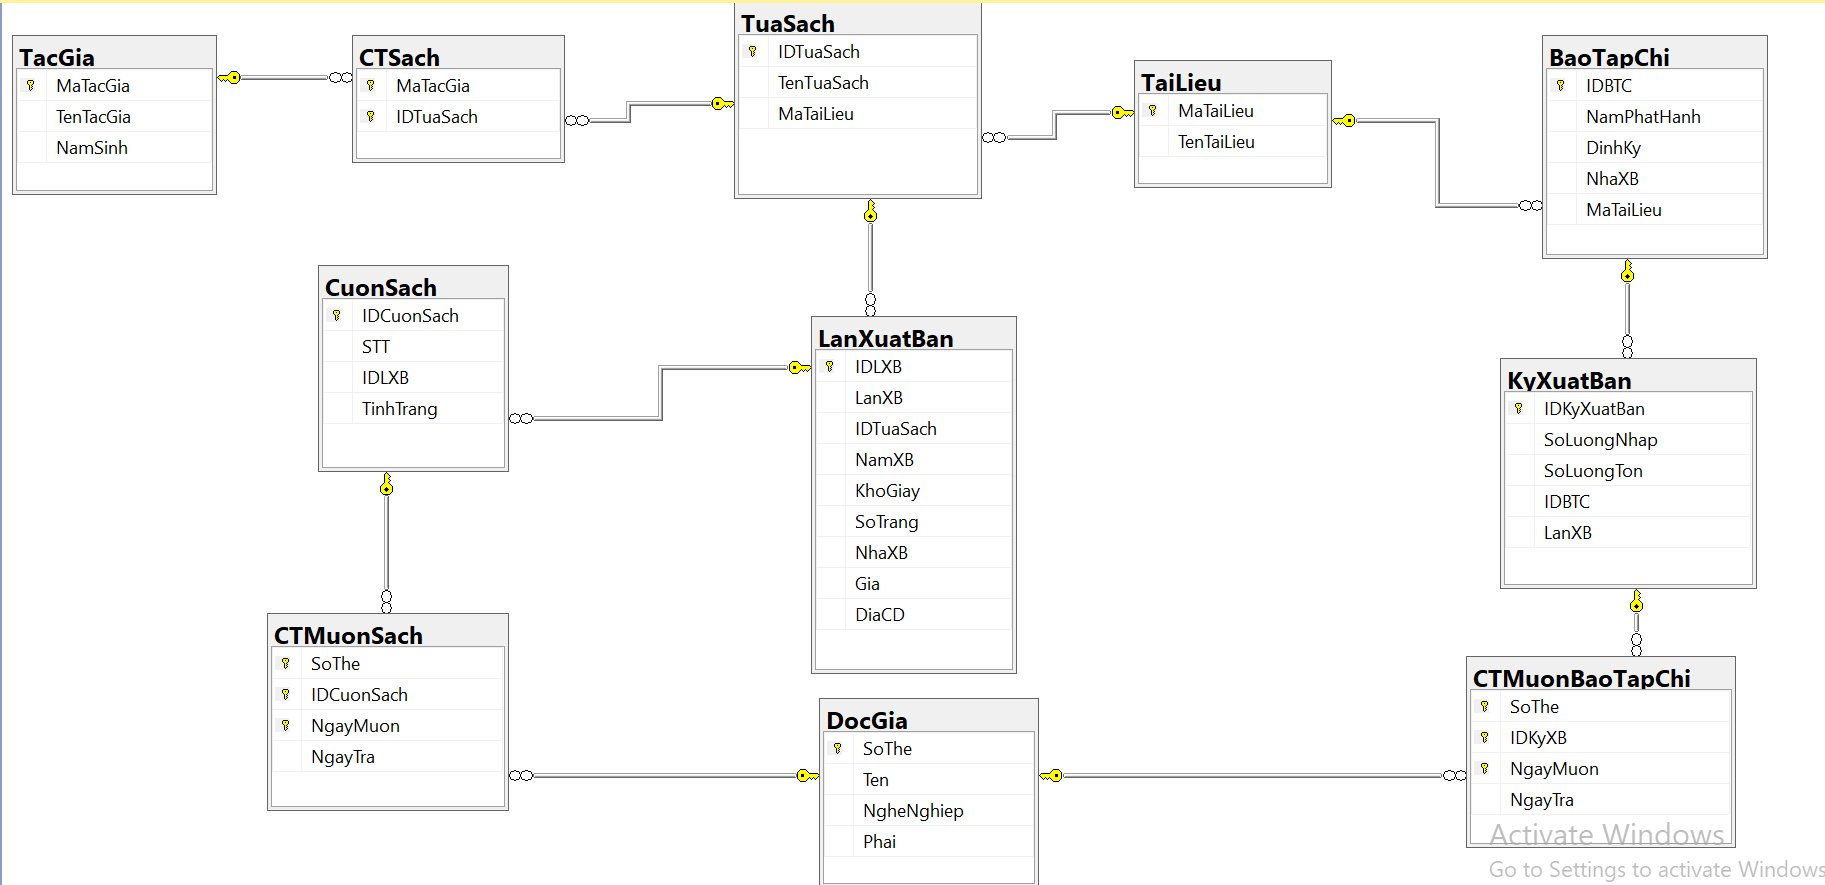 TacGia
MaTacGia
TenTacGia
NamSinh
CTSach
MaTacGia
IDTuaSach
TuaSach
IDTuaSach
TenTuaSach
MaTaiLieu
TaiLieu
MaTaiLieu
TenTaiLieu
BaoTapChi
IDBTC
NamPhatHanh
DinhKy
NhaXB
MaTaiLieu
CuonSach
IDCuonSach
STT
IDLXB
TinhTrang
LanXuatBan
IDLXB
LanXB
IDTuaSach
NamXB
KhoGiay
SoTrang
NhaXB
Gia
DiaCD
KyXuatBan
IDKyXuatBan
SoLuongNhap
SoLuongTon
IDBTC
LanXB
CTMuonSach
SoThe
IDCuonSach
NgayMuon
NgayTra
DocGia
SoThe
Ten
NgheNghiep
Phai
CTMuonBaoTapChi
SoThe
IDKyXB
NgayMuon
NgayTra
Activate Windows
Go to Settings to activate Windows